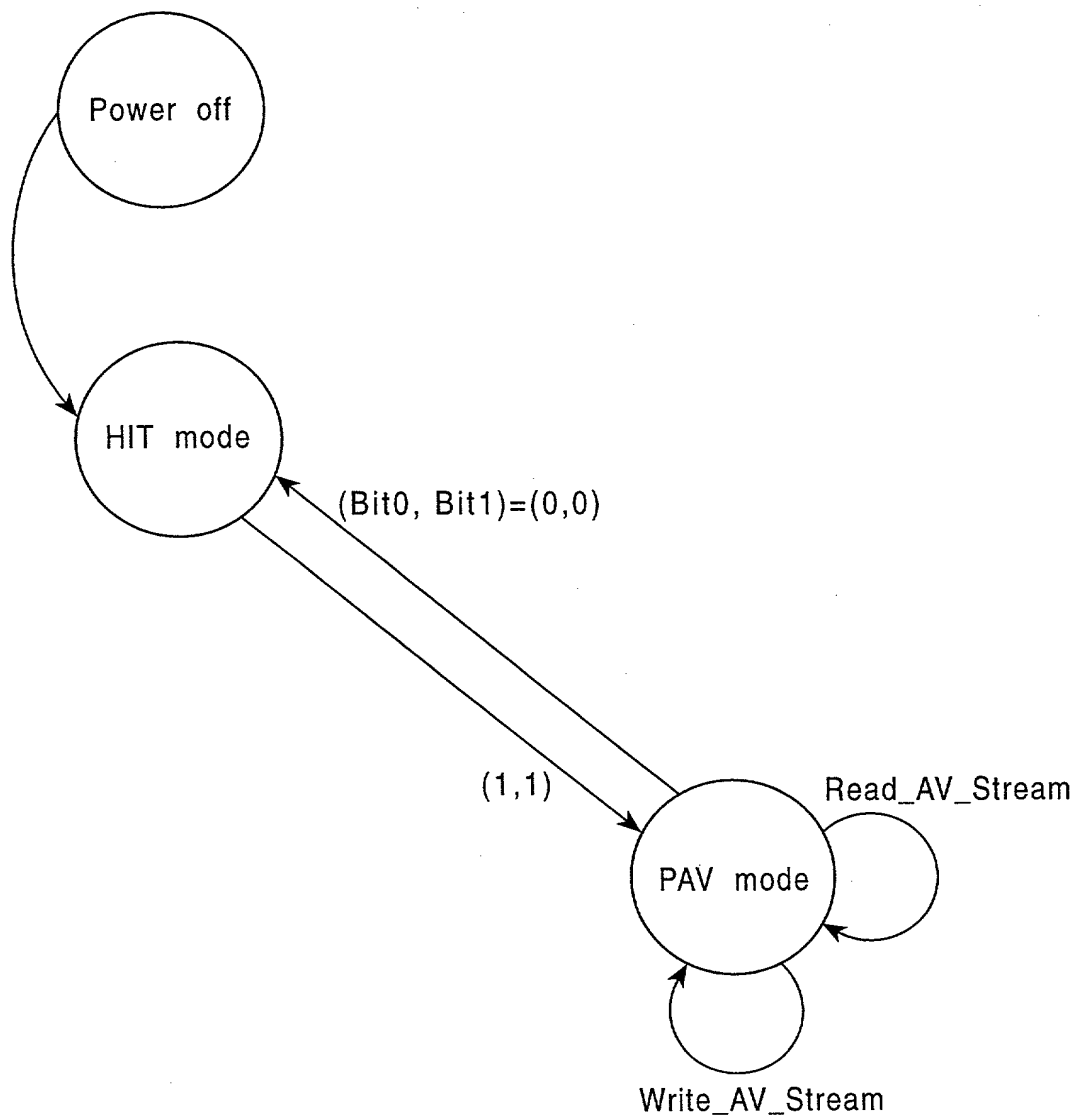 Power off
HIT mode
(Bit0, Bit1)=(0,0)
(1,1)
Read_AV_Stream
PAV mode
Write_AV_Stream